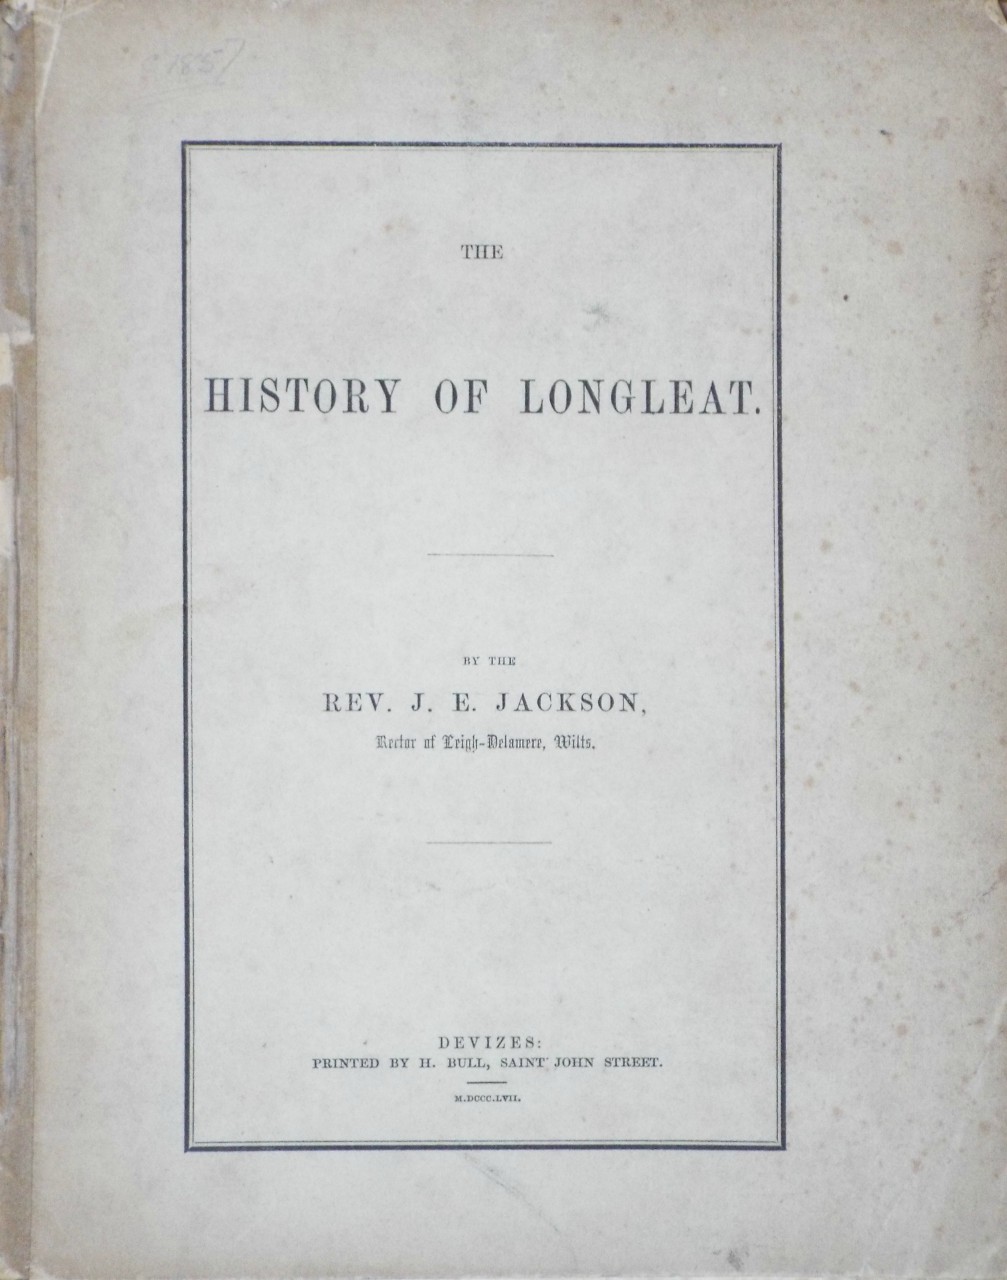 1857
THE
HISTORY OF LONGLEAT.
BY THE
REV. J. E. JACKSON,
Rector of Leigh-Delamere, Wilts.
DEVIZES:
PRINTED BY H. BULL, SAINT JOHN STREET.
M.DCCC.LVII.